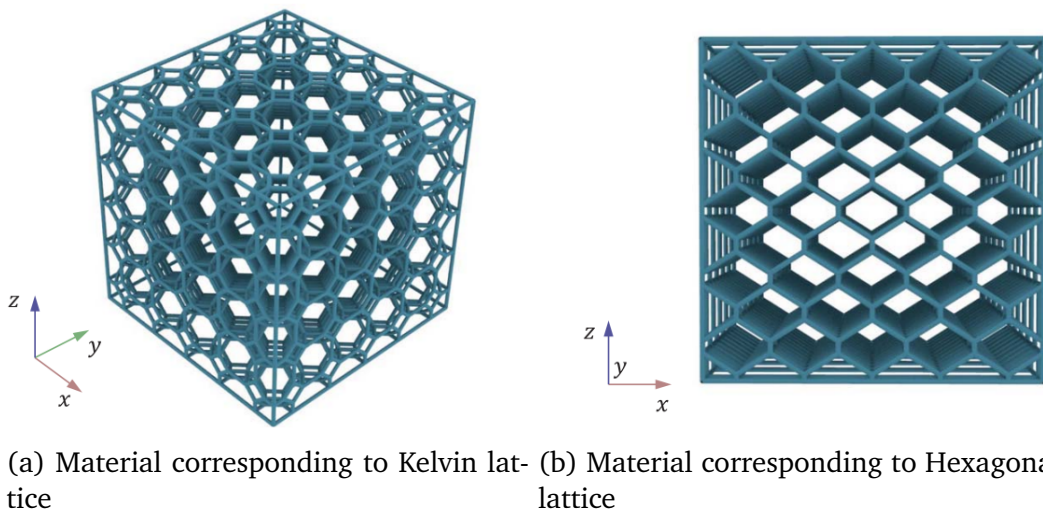 z
y
x
z
y
x
(a) Material corresponding to Kelvin lat-
tice
(b) Material corresponding to Hexagona
lattice